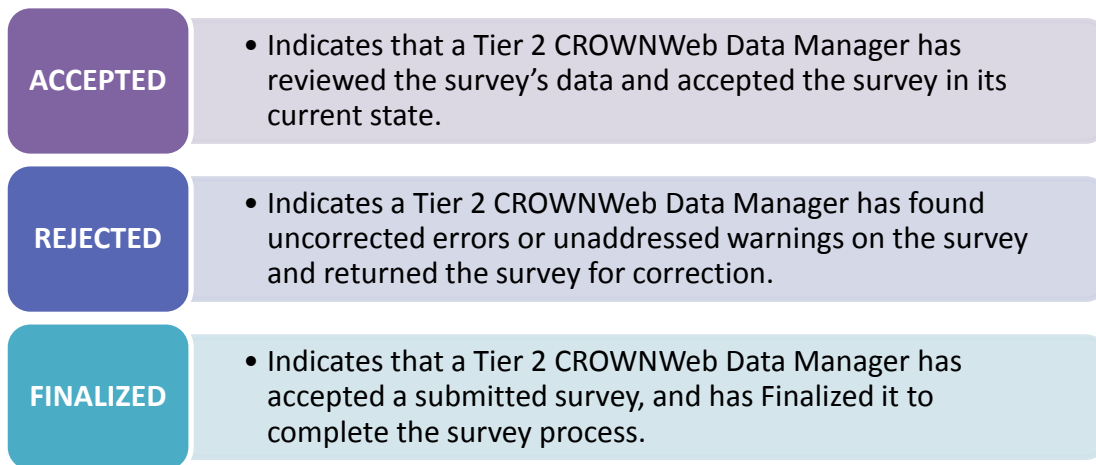 ACCEPTED
• Indicates that a Tier 2 CROWNWeb Data Manager has
reviewed the survey’s data and accepted the survey in its
current state.
REJECTED
• Indicates a Tier 2 CROWNWeb Data Manager has found
uncorrected errors or unaddressed warnings on the survey
and returned the survey for correction.
FINALIZED
• Indicates that a Tier 2 CROWNWeb Data Manager has
accepted a submitted survey, and has Finalized it to
complete the survey process.